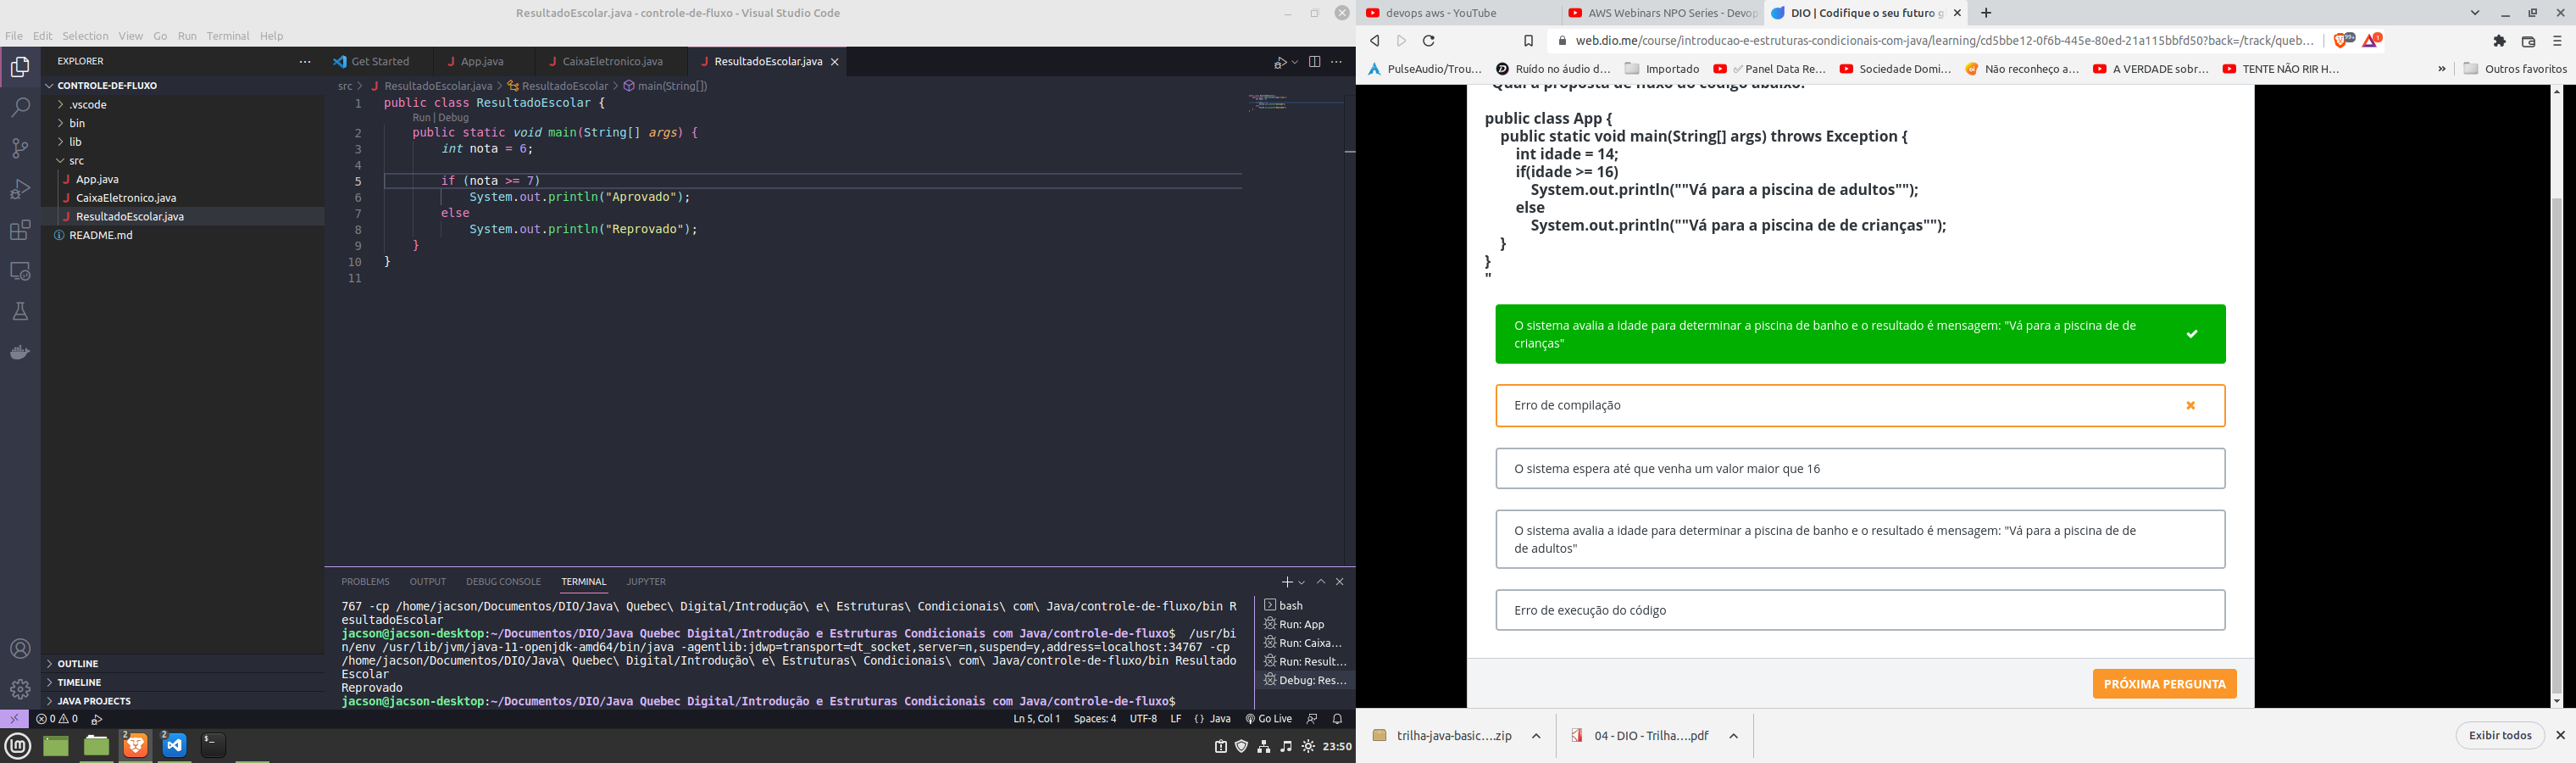 ResultadoEscolar.java - controle-de-fluxo - Visual Studio Code
File Edit Selection View Go Run Terminal Help
EXPLORER
CONTROLE-DE-FLUXO
.vscode
bin
lib
src
App.java
CaixaEletronico.java
ResultadoEscolar.java
README.md
OUTLINE
TIMELINE
JAVA PROJECTS
Get Started App.java CaixaEletronico.java ResultadoEscolar.java
src > ResultadoEscolar.java > ResultadoEscolar > main(String[])
1 public class ResultadoEscolar {
Run | Debug
2 public static void main(String[] args) {
3 int nota = 6;
4
5 if (nota >= 7)
6 System.out.println("Aprovado");
7 else
8 System.out.println("Reprovado");
9 }
10 }
11
PROBLEMS OUTPUT DEBUG CONSOLE TERMINAL JUPYTER
767 -cp /home/jacson/Documentos/DIO/Java\ Quebec\ Digital/Introdução\ e\ Estruturas\ Condicionais\ com\ Java/controle-de-fluxo/bin R
esultadoEscolar
jacson@jacson-desktop:~/Documentos/DIO/Java Quebec Digital/Introdução e Estruturas Condicionais com Java/controle-de-fluxo$ /usr/bi
n/env /usr/lib/jvm/java-11-openjdk-amd64/bin/java -agentlib:jdwp=transport=dt_socket,server=n,suspend=y,address=localhost:34767 -cp
/home/jacson/Documentos/DIO/Java\ Quebec\ Digital/Introdução\ e\ Estruturas\ Condicionais\ com\ Java/controle-de-fluxo/bin Resultado
Escolar
Reprovado
jacson@jacson-desktop:~/Documentos/DIO/Java Quebec Digital/Introdução e Estruturas Condicionais com Java/controle-de-fluxo$
bash
Run: App
Run: Caixa...
Run: Result...
Debug: Res...
0 0
Ln 5, Col 1 Spaces: 4 UTF-8 LF {} Java Go Live
2 2
23:50
devops aws - YouTube
AWS Webinars NPO Series - Devop
DIO | Codifique o seu futuro g
web.dio.me/course/introducao-e-estruturas-condicionais-com-java/learning/cd5bbe12-0f6b-445e-80ed-21a115bbfd50?back=/track/queb...
99+ 1
PulseAudio/Trou... Ruído no áudio d... Importado Panel Data Re... Sociedade Domi... Não reconheço a... A VERDADE sobr... TENTE NÃO RIR H... » Outros favoritos
"Qual a proposta de fluxo do código abaixo:
public class App {
public static void main(String[] args) throws Exception {
int idade = 14;
if(idade >= 16)
System.out.println(""Vá para a piscina de adultos"");
else
System.out.println(""Vá para a piscina de de crianças"");
}
}
"
O sistema avalia a idade para determinar a piscina de banho e o resultado é mensagem: "Vá para a piscina de de
crianças"
Erro de compilação
O sistema espera até que venha um valor maior que 16
O sistema avalia a idade para determinar a piscina de banho e o resultado é mensagem: "Vá para a piscina de de
de adultos"
Erro de execução do código
PRÓXIMA PERGUNTA
trilha-java-basic....zip
04 - DIO - Trilha....pdf
Exibir todos